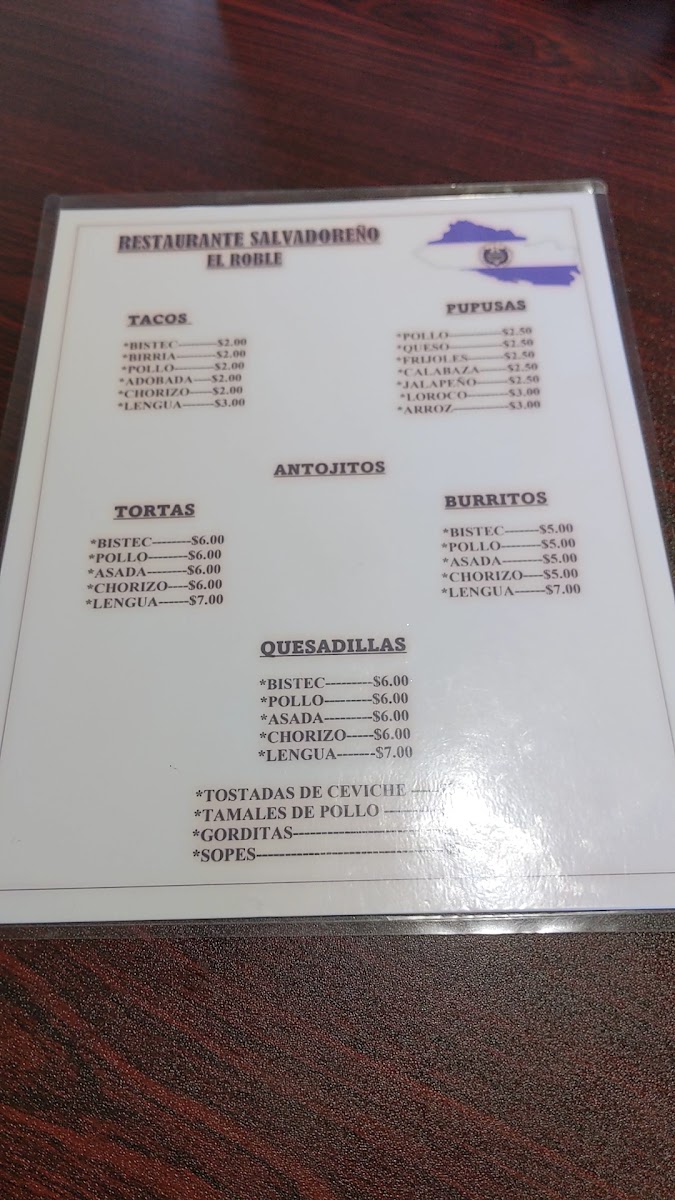 RESTAURANTE SALVADOREÑO
EL ROBLE
TACOS
*BISTEC---------$2.00
*BIRRIA---------$2.00
*POLLO---------$2.00
*ADOBADA----$2.00
*CHORIZO-----$2.00
*LENGUA-------$3.00
PUPUSAS
*POLLO------------$2.50
*QUESO------------$2.50
*FRIJOLES--------$2.50
*CALABAZA------$2.50
*JALAPEÑO------$2.50
*LOROCO---------$3.00
*ARROZ------------$3.00
ANTOJITOS
TORTAS
*BISTEC--------$6.00
*POLLO--------$6.00
*ASADA--------$6.00
*CHORIZO----$6.00
*LENGUA------$7.00
BURRITOS
*BISTEC-------$5.00
*POLLO--------$5.00
*ASADA--------$5.00
*CHORIZO----$5.00
*LENGUA------$7.00
QUESADILLAS
*BISTEC---------$6.00
*POLLO---------$6.00
*ASADA---------$6.00
*CHORIZO-----$6.00
*LENGUA-------$7.00
*TOSTADAS DE CEVICHE ----
*TAMALES DE POLLO --------
*GORDITAS-----------------------
*SOPES-----------------------------